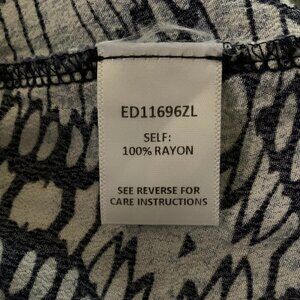 ED11696ZL
SELF:
100% RAYON
SEE REVERSE FOR
CARE INSTRUCTIONS